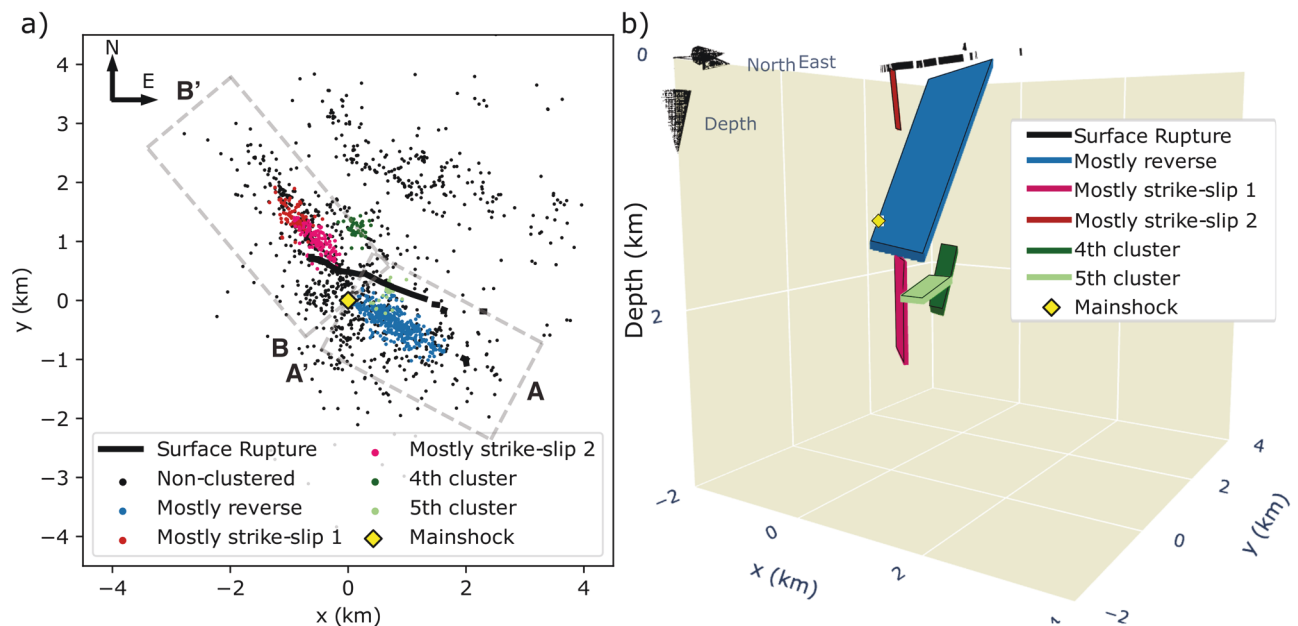 a)
N
E
B'
B
A'
A
4
3
2
1
0
−1
−2
−3
−4
y (km)
−4
−2
0
2
4
x (km)
Surface Rupture
Non-clustered
Mostly reverse
Mostly strike-slip 1
Mostly strike-slip 2
4th cluster
5th cluster
Mainshock
b)
0
North East
Depth
Depth (km)
2
−2
0
2
x (km)
−2
0
2
4
y (km)
Surface Rupture
Mostly reverse
Mostly strike-slip 1
Mostly strike-slip 2
4th cluster
5th cluster
Mainshock